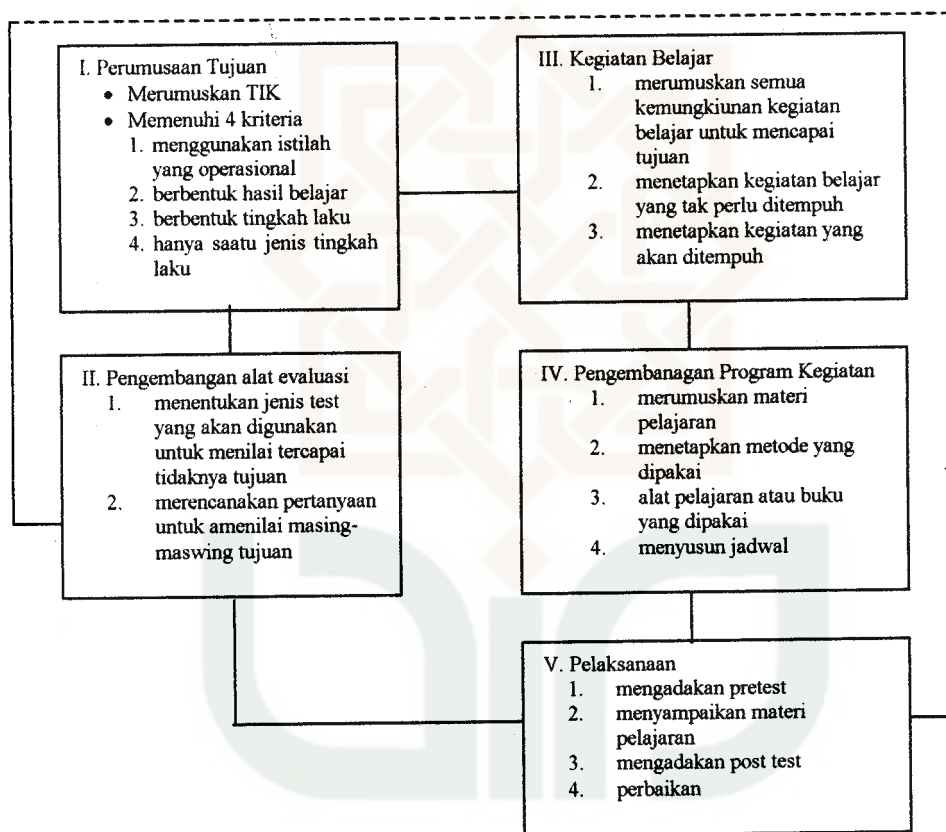 I. Perumusaan Tujuan
• Merumuskan TIK
• Memenuhi 4 kriteria
1. menggunakan istilah
yang operasional
2. berbentuk hasil belajar
3. berbentuk tingkah laku
4. hanya saatu jenis tingkah
laku
II. Pengembangan alat evaluasi
1. menentukan jenis test
yang akan digunakan
untuk menilai tercapai
tidaknya tujuan
2. merencanakan pertanyaan
untuk amenilai masing-
maswing tujuan
III. Kegiatan Belajar
1. merumuskan semua
kemungkiunan kegiatan
belajar untuk mencapai
tujuan
2. menetapkan kegiatan belajar
yang tak perlu ditempuh
3. menetapkan kegiatan yang
akan ditempuh
IV. Pengembanagan Program Kegiatan
1. merumuskan materi
pelajaran
2. menetapkan metode yang
dipakai
3. alat pelajaran atau buku
yang dipakai
4. menyusun jadwal
V. Pelaksanaan
1. mengadakan pretest
2. menyampaikan materi
pelajaran
3. mengadakan post test
4. perbaikan